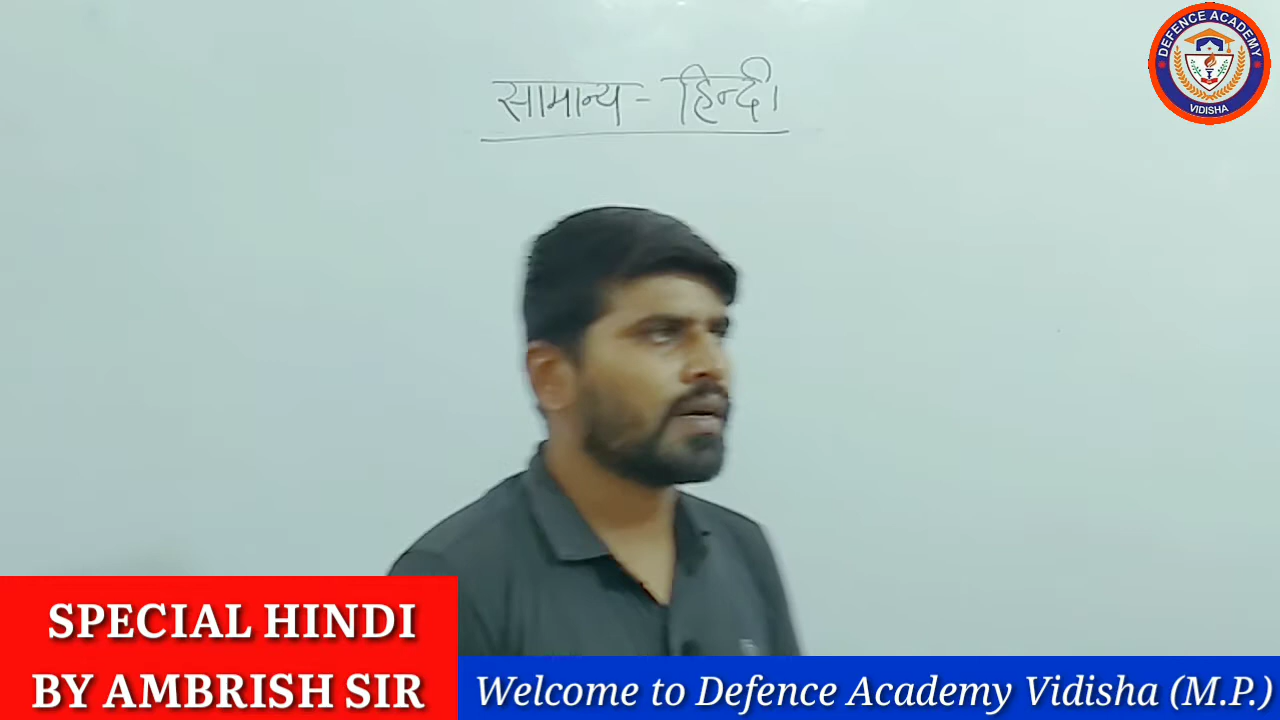 सामान्य - हिन्दी
DEFENCE ACADEMY
VIDISHA
SPECIAL HINDI
BY AMBRISH SIR
Welcome to Defence Academy Vidisha (M.P.)